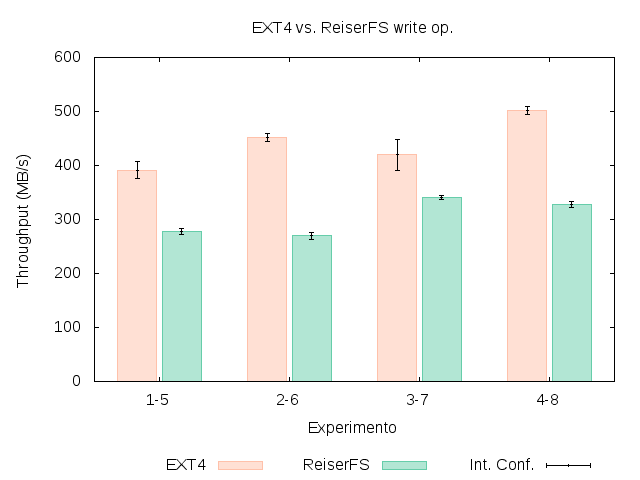 EXT4 vs. ReiserFS write op.
Throughput (MB/s)
600
500
400
300
200
100
0
1-5 2-6 3-7 4-8
Experimento
EXT4 ReiserFS Int. Conf.